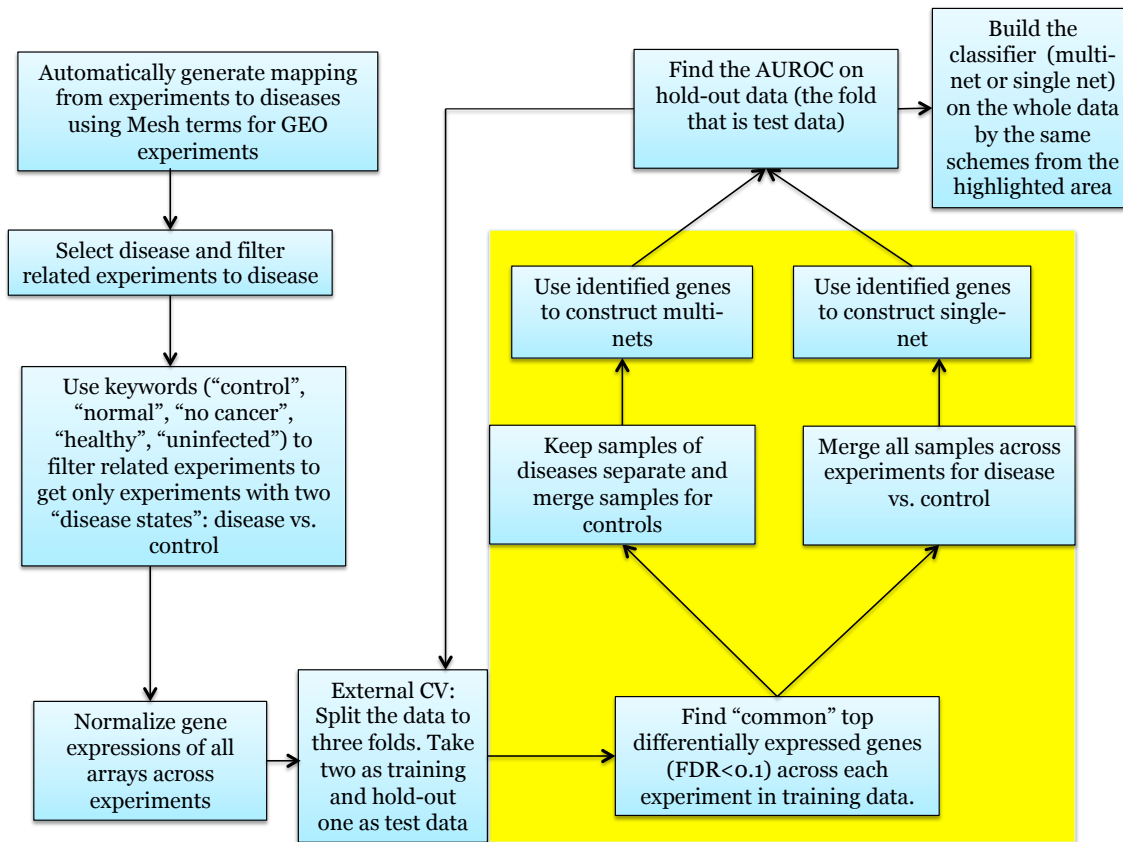 Automatically generate mapping
from experiments to diseases
using Mesh terms for GEO
experiments
Select disease and filter
related experiments to disease
Use keywords (“control”,
“normal”, “no cancer”,
“healthy”, “uninfected”) to
filter related experiments to
get only experiments with two
“disease states”: disease vs.
control
Normalize gene
expressions of all
arrays across
experiments
External CV:
Split the data to
three folds. Take
two as training
and hold-out
one as test data
Find “common” top
differentially expressed genes
(FDR<0.1) across each
experiment in training data.
Keep samples of
diseases separate and
merge samples for
controls
Merge all samples across
experiments for disease
vs. control
Use identified genes
to construct multi-
nets
Use identified genes
to construct single-
net
Find the AUROC on
hold-out data (the fold
that is test data)
Build the
classifier (multi-
net or single net)
on the whole data
by the same
schemes from the
highlighted area